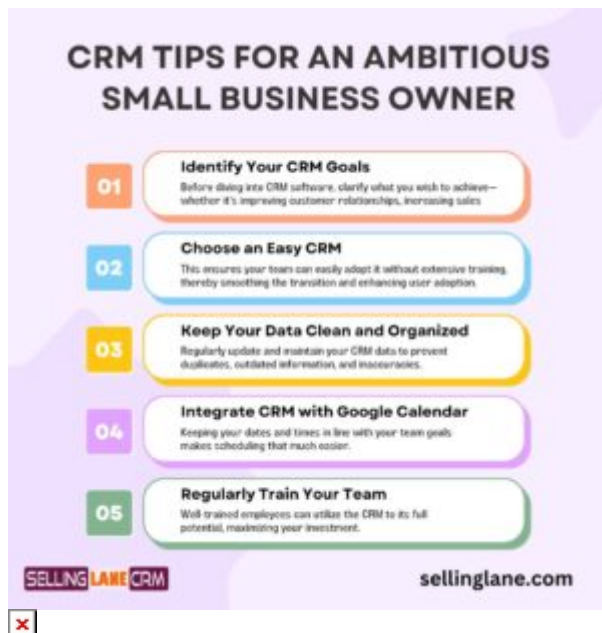 CRM TIPS FOR AN AMBITIOUS
SMALL BUSINESS OWNER
01
Identify Your CRM Goals
Before diving into CRM software, clarify what you wish to achieve—
whether it's improving customer relationships, increasing sales
02
Choose an Easy CRM
This ensures your team can easily adopt it without extensive training,
thereby smoothing the transition and enhancing user adoption.
03
Keep Your Data Clean and Organized
Regularly update and maintain your CRM data to prevent
duplicates, outdated information, and inaccuracies.
04
Integrate CRM with Google Calendar
Keeping your dates and times in line with your team goals
makes scheduling that much easier.
05
Regularly Train Your Team
Well-trained employees can utilize the CRM to its full
potential, maximizing your investment.
SELLING LANE CRM
sellinglane.com